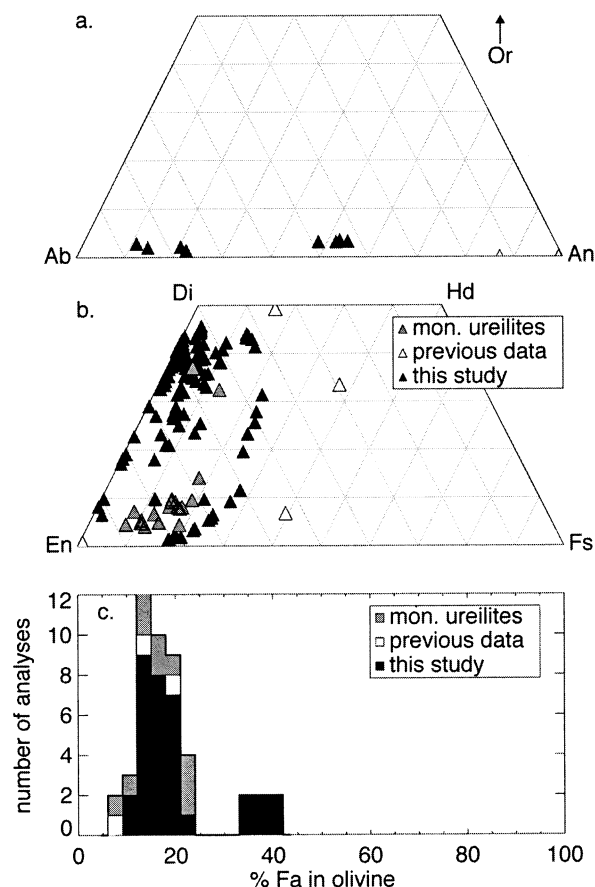 a.
Or
Ab
An
b.
Di
Hd
mon. ureilites
previous data
this study
En
Fs
c.
mon. ureilites
previous data
this study
number of analyses
12
10
8
6
4
2
0
0 20 40 60 80 100
% Fa in olivine